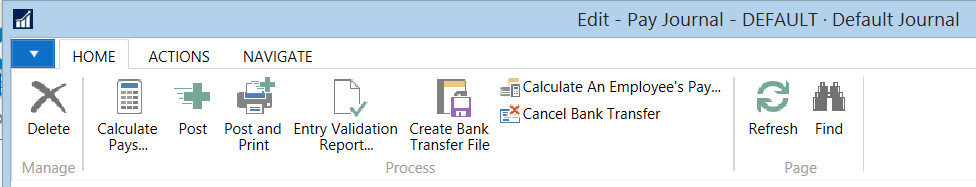 Edit - Pay Journal - DEFAULT · Default Journal
HOME ACTIONS NAVIGATE
Delete
Calculate
Pays...
Post
Post and
Print
Entry Validation
Report...
Create Bank
Transfer File
Calculate An Employee's Pay...
Cancel Bank Transfer
Refresh
Find
Manage
Process
Page